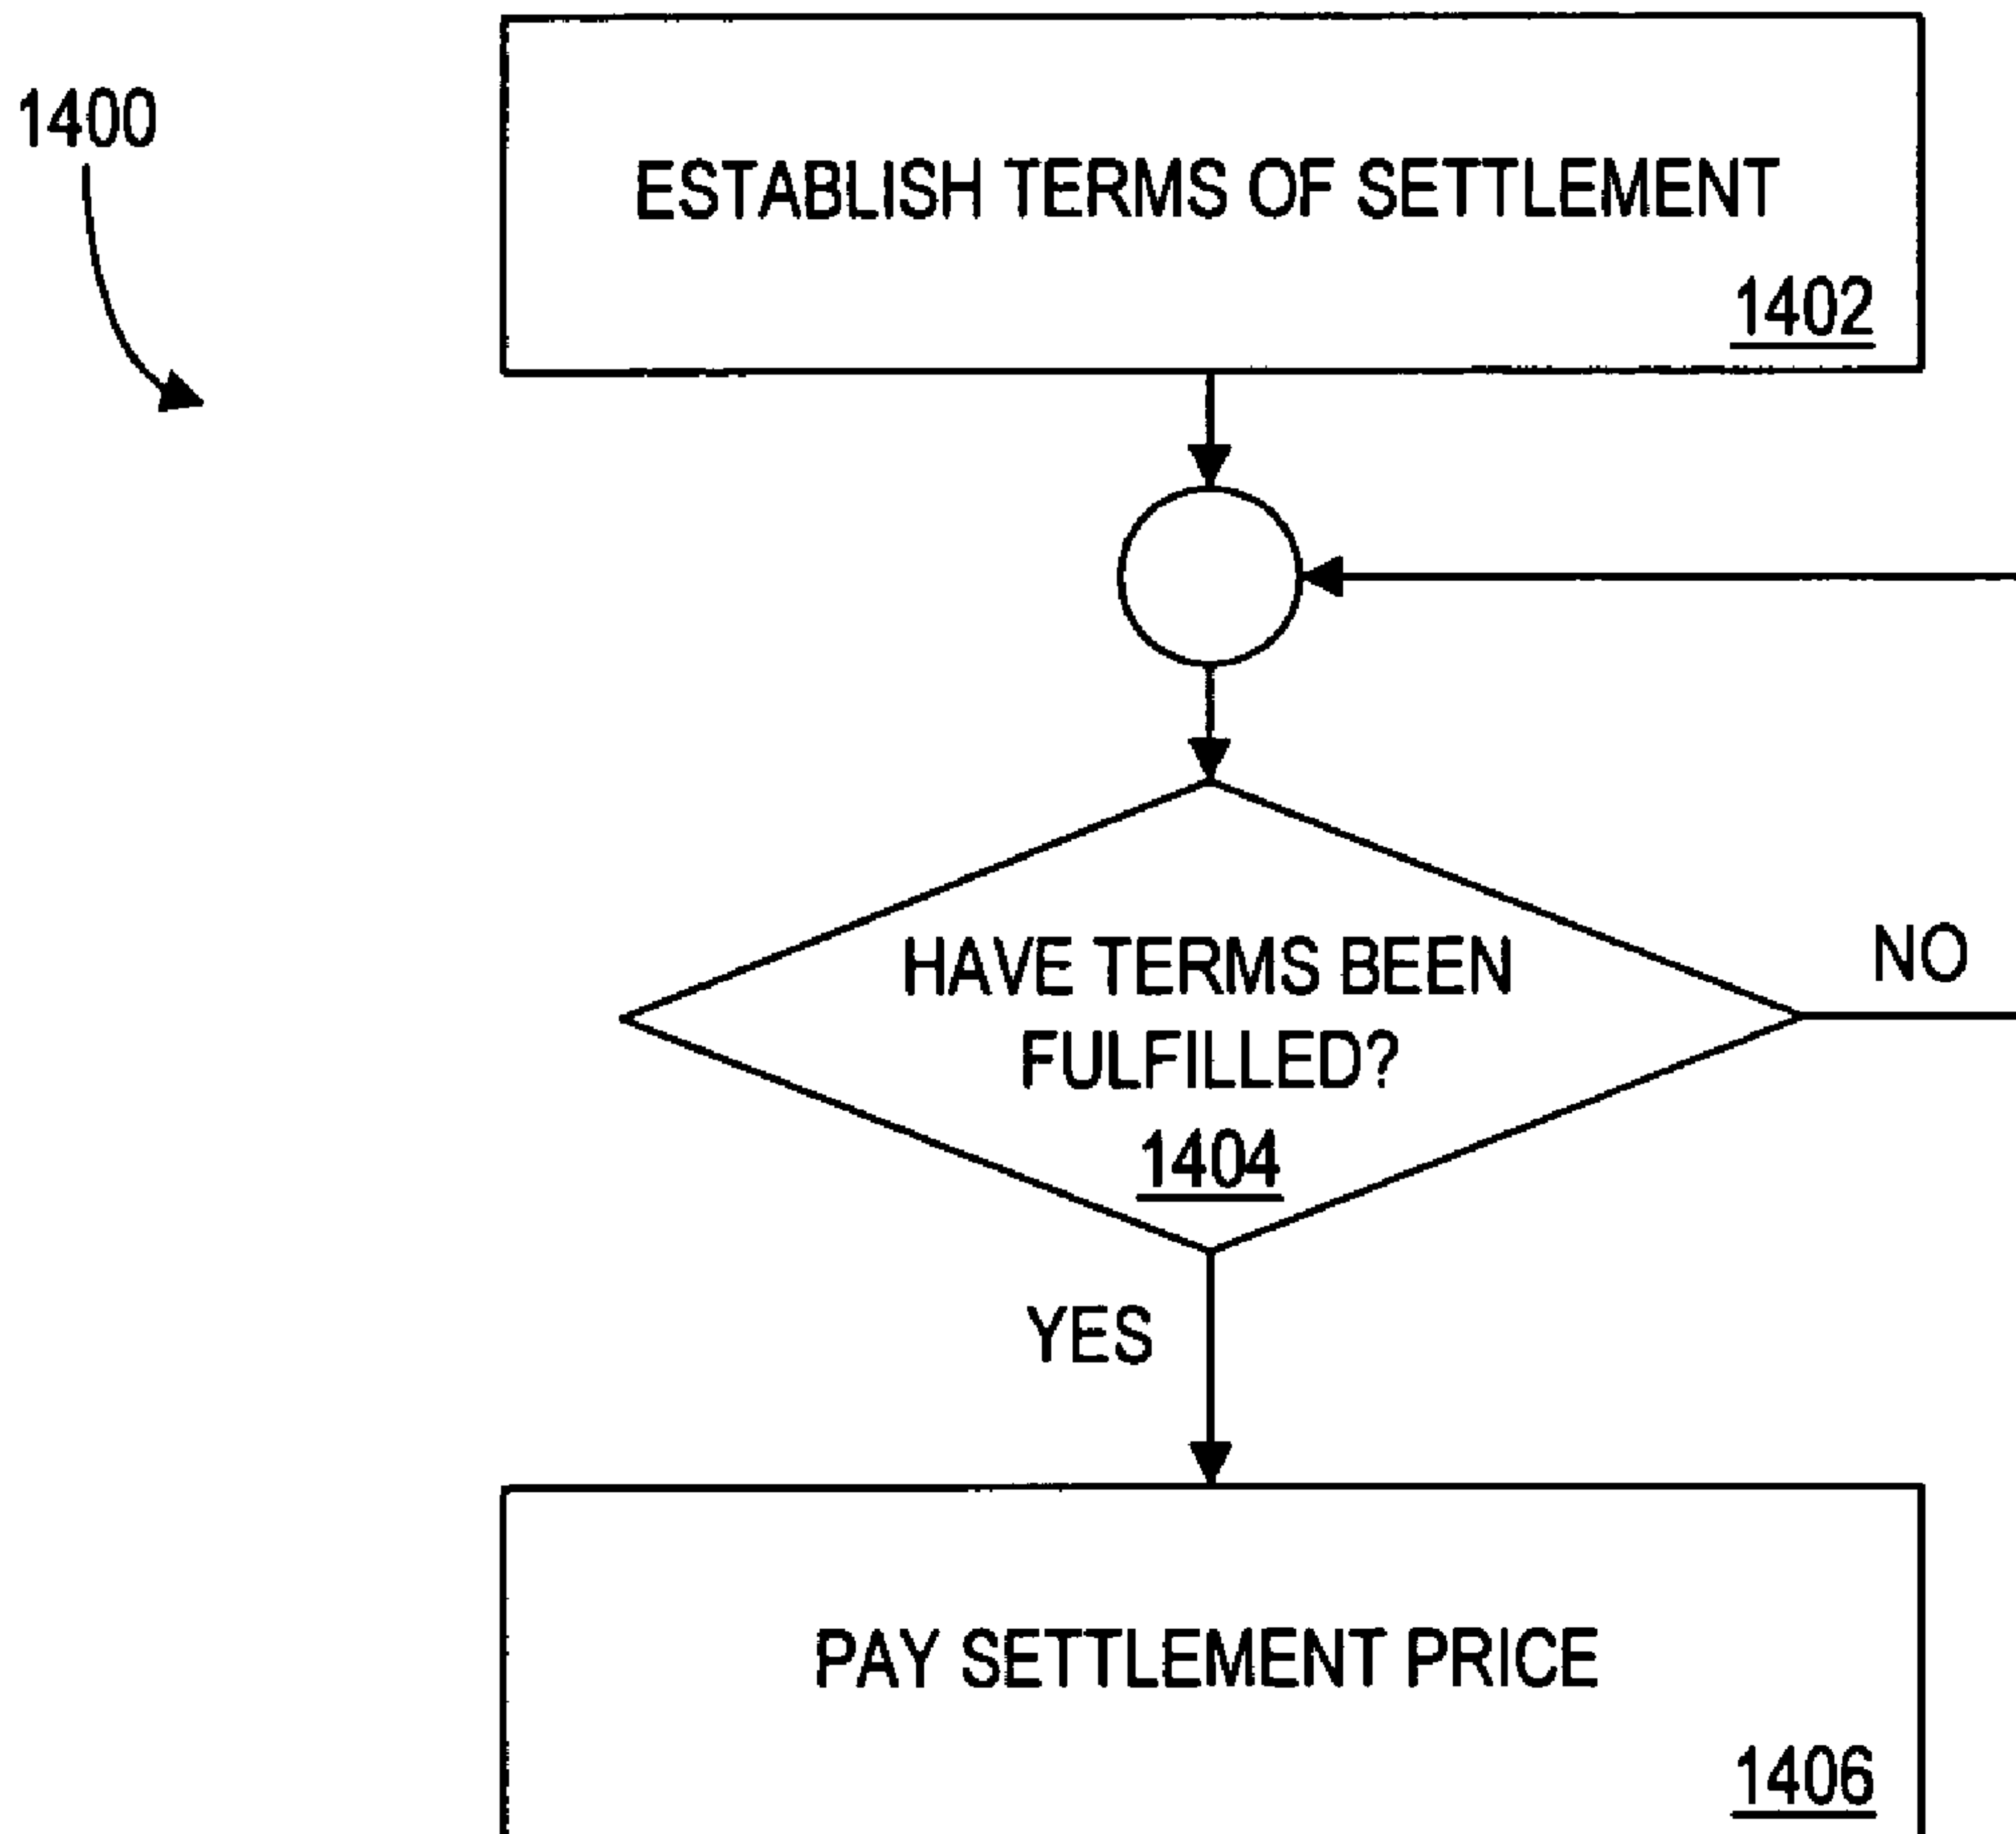 1400
ESTABLISH TERMS OF SETTLEMENT
1402
HAVE TERMS BEEN
FULFILLED?
1404
NO
YES
PAY SETTLEMENT PRICE
1406